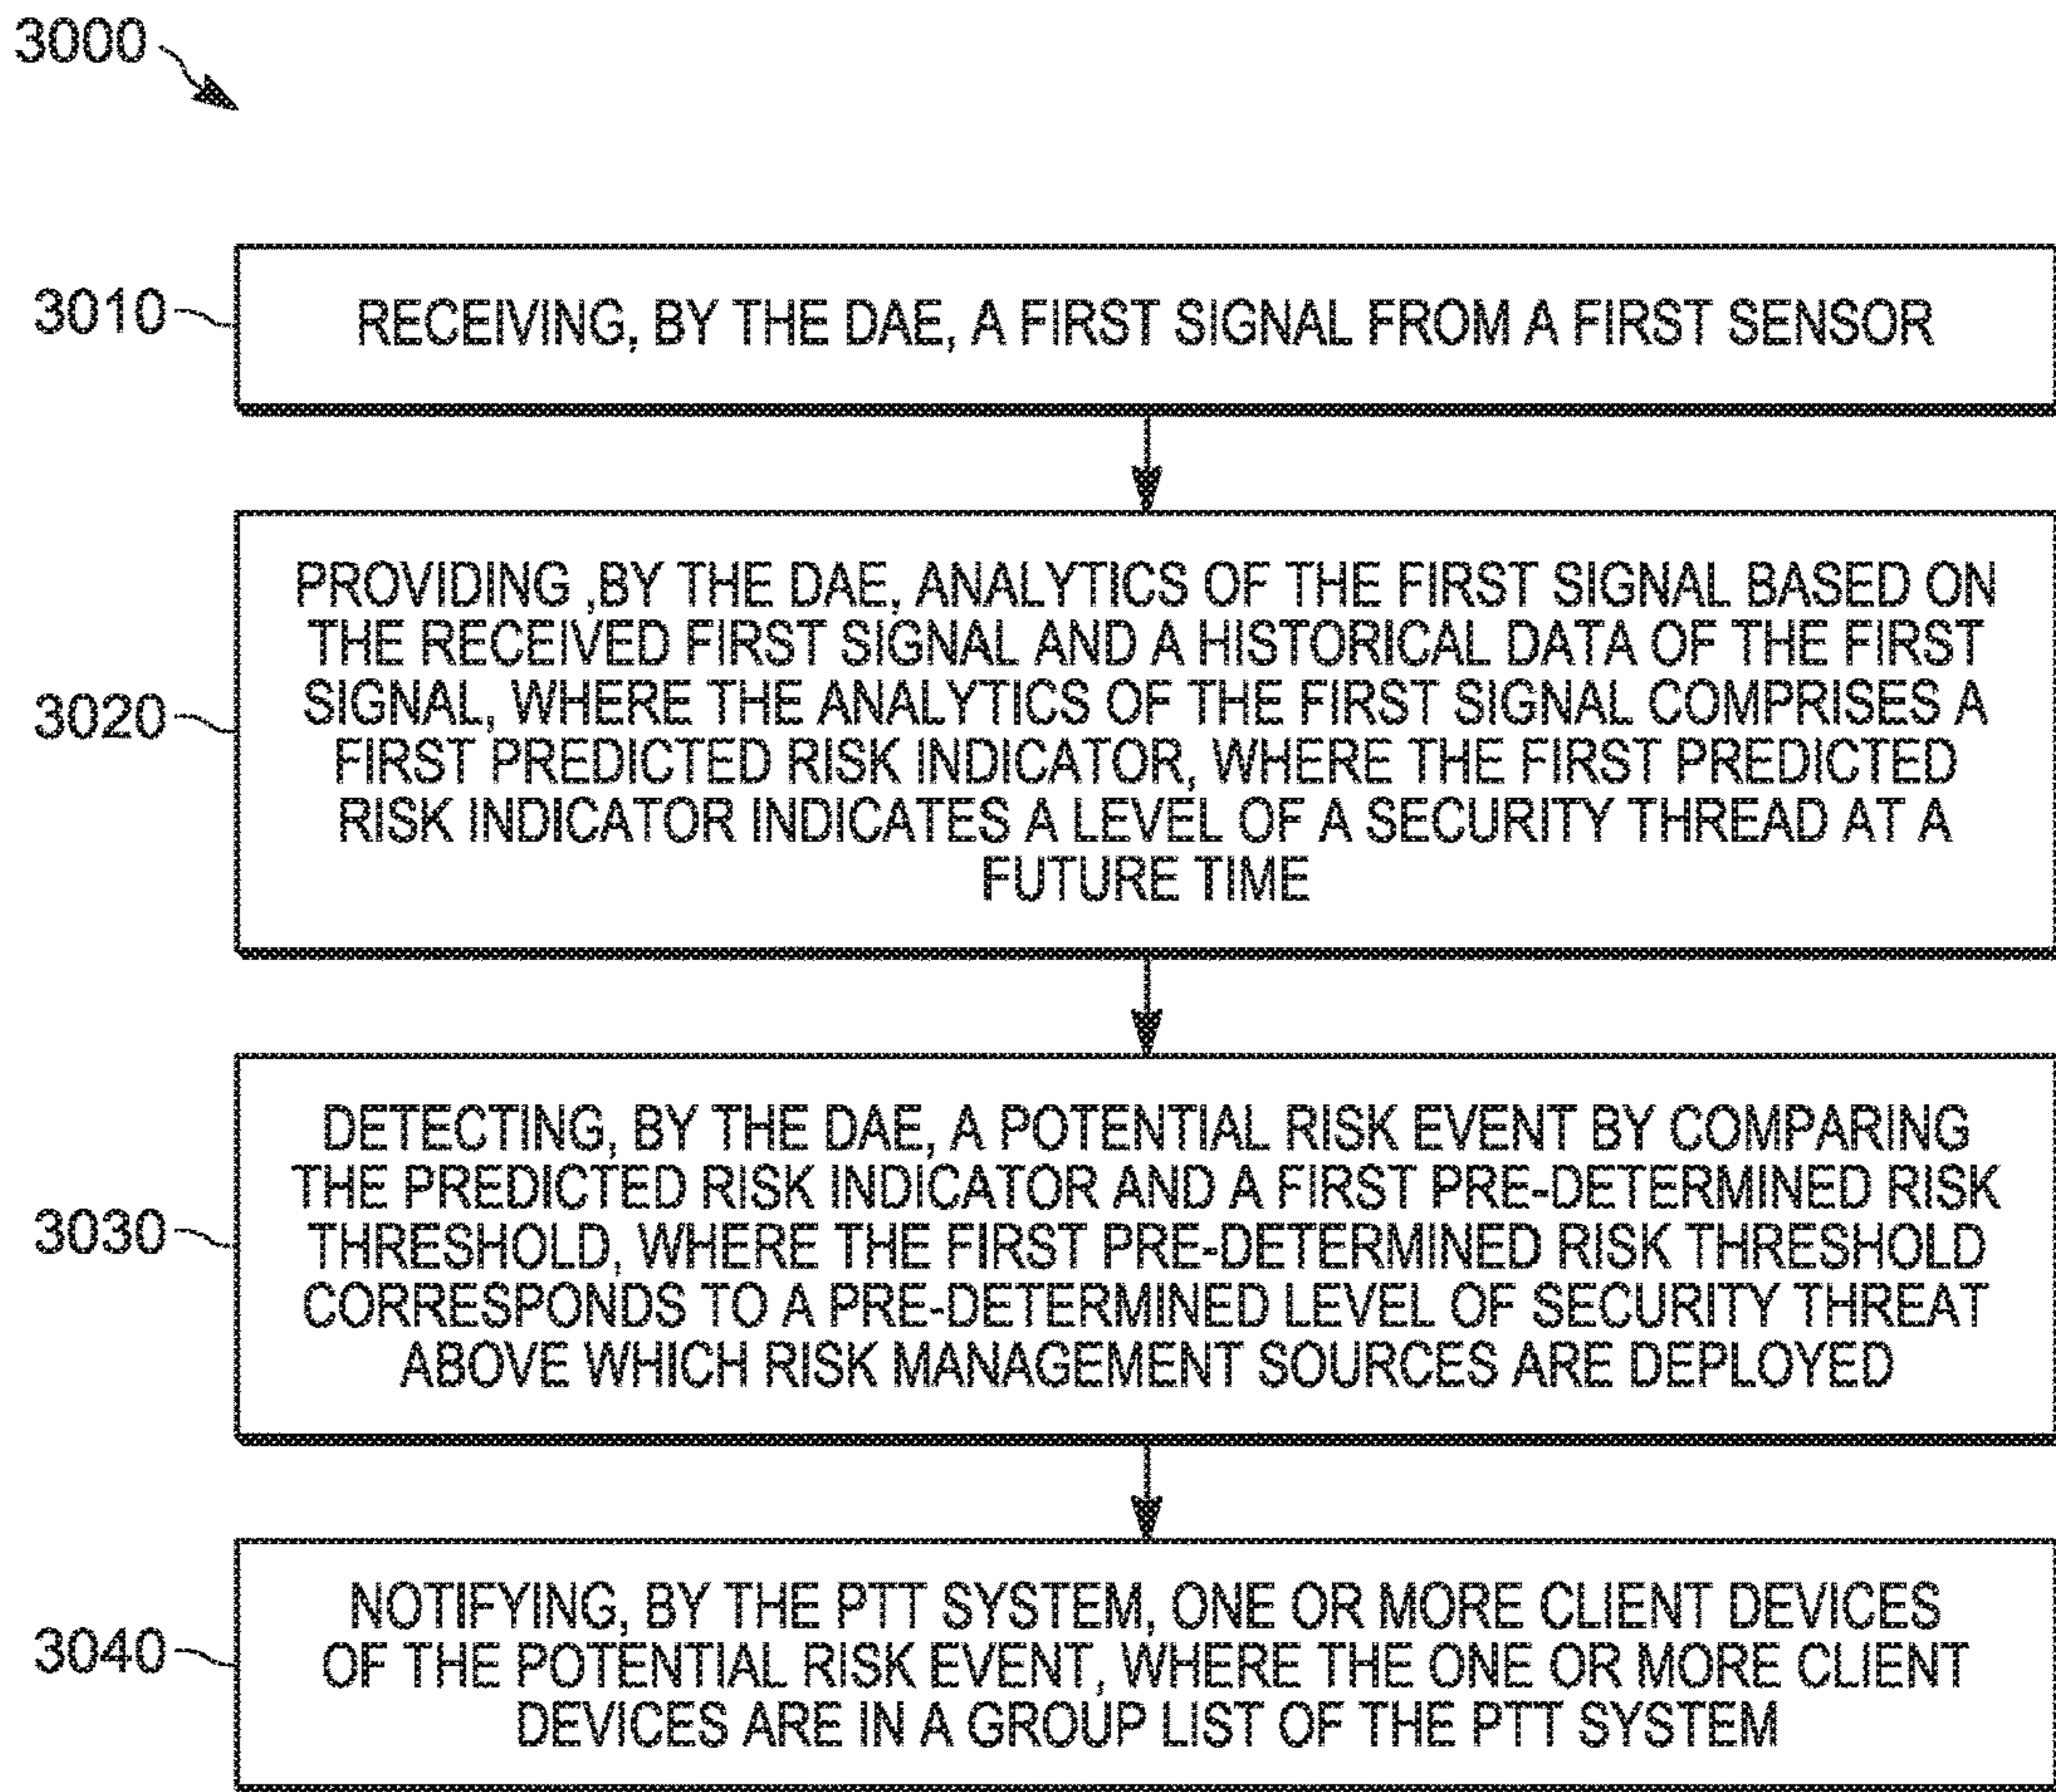 3000
3010
RECEIVING, BY THE DAE, A FIRST SIGNAL FROM A FIRST SENSOR
3020
PROVIDING ,BY THE DAE, ANALYTICS OF THE FIRST SIGNAL BASED ON
THE RECEIVED FIRST SIGNAL AND A HISTORICAL DATA OF THE FIRST
SIGNAL, WHERE THE ANALYTICS OF THE FIRST SIGNAL COMPRISES A
FIRST PREDICTED RISK INDICATOR, WHERE THE FIRST PREDICTED
RISK INDICATOR INDICATES A LEVEL OF A SECURITY THREAD AT A
FUTURE TIME
3030
DETECTING, BY THE DAE, A POTENTIAL RISK EVENT BY COMPARING
THE PREDICTED RISK INDICATOR AND A FIRST PRE-DETERMINED RISK
THRESHOLD, WHERE THE FIRST PRE-DETERMINED RISK THRESHOLD
CORRESPONDS TO A PRE-DETERMINED LEVEL OF SECURITY THREAT
ABOVE WHICH RISK MANAGEMENT SOURCES ARE DEPLOYED
3040
NOTIFYING, BY THE PTT SYSTEM, ONE OR MORE CLIENT DEVICES
OF THE POTENTIAL RISK EVENT, WHERE THE ONE OR MORE CLIENT
DEVICES ARE IN A GROUP LIST OF THE PTT SYSTEM